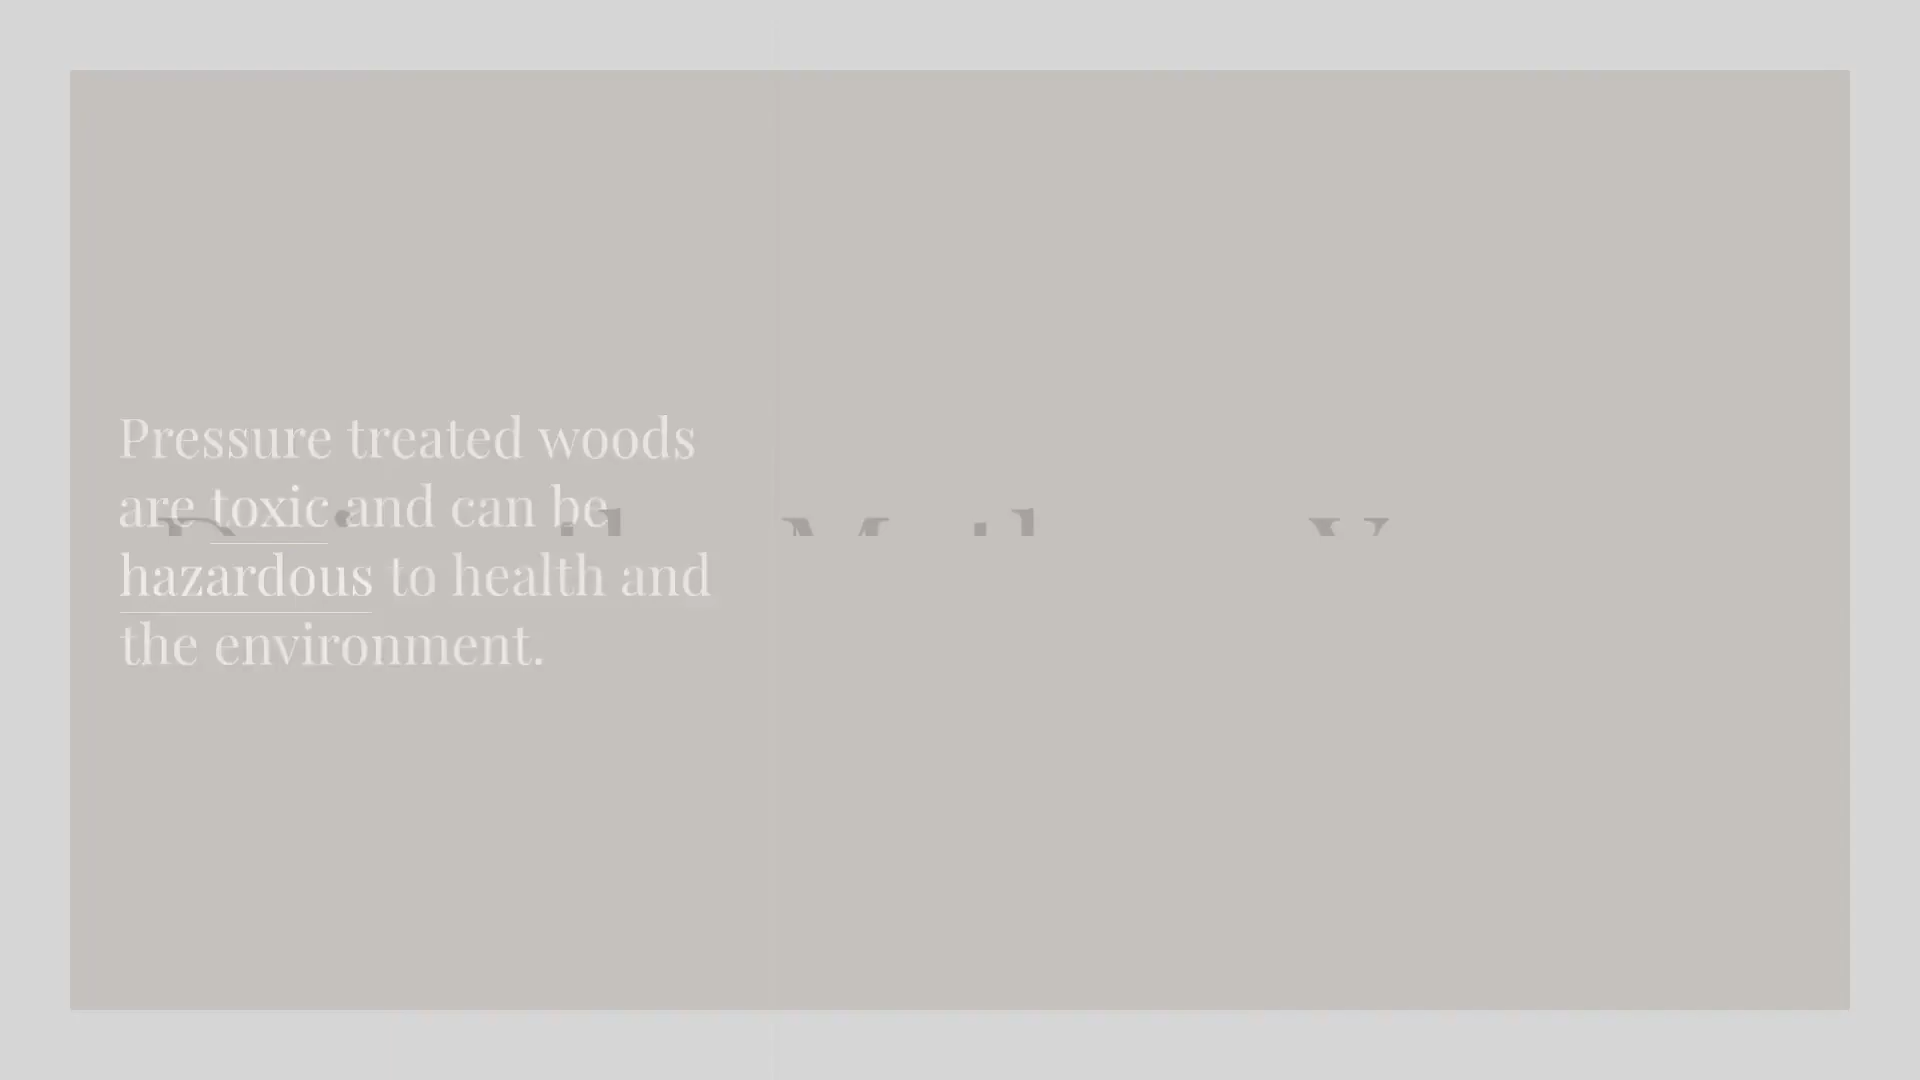 Pressure treated woods
are toxic and can be
hazardous to health and
the environment.